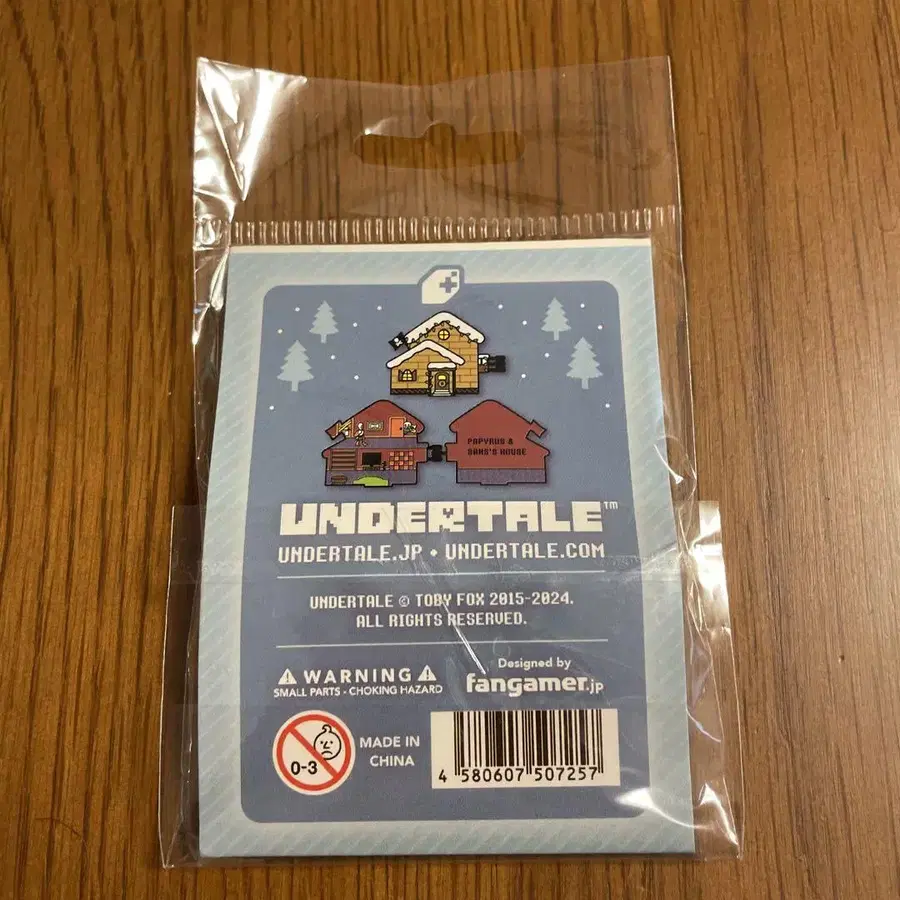 PAPYRUS &
SANS'S HOUSE
UNDERTALE™
UNDERTALE.JP • UNDERTALE.COM
UNDERTALE © TOBY FOX 2015-2024.
ALL RIGHTS RESERVED.
WARNING
SMALL PARTS - CHOKING HAZARD
Designed by
fangamer.jp
0-3
MADE IN
CHINA
4 580607 507257